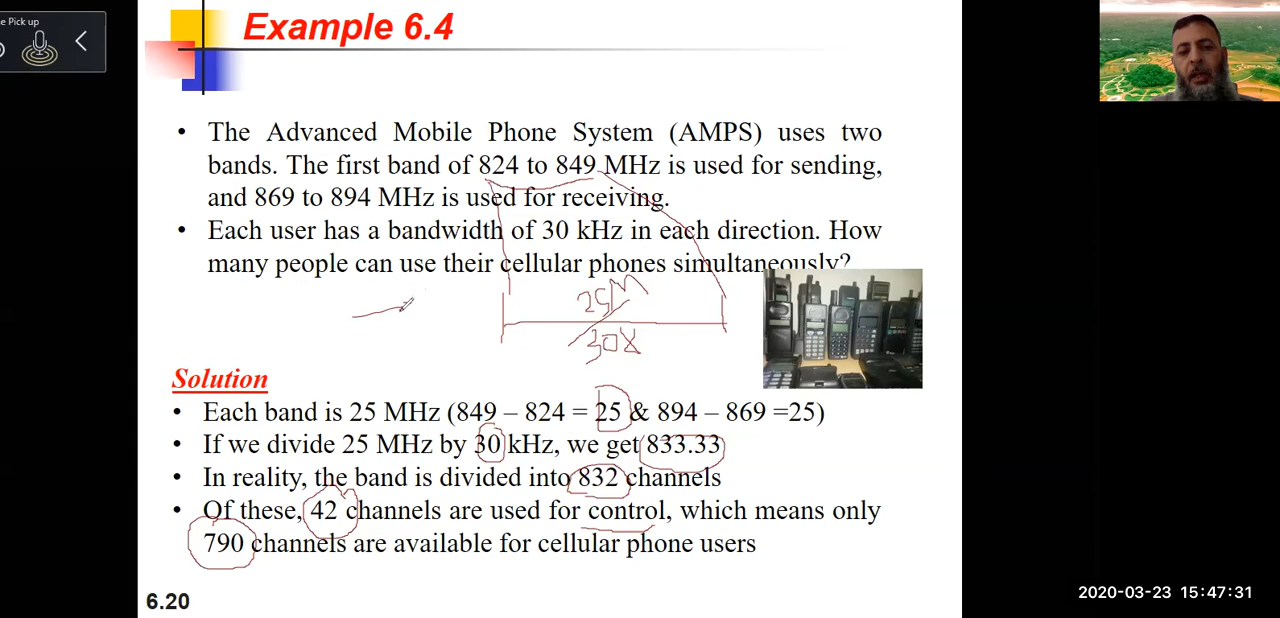 e Pick up
Example 6.4
• The Advanced Mobile Phone System (AMPS) uses two
bands. The first band of 824 to 849 MHz is used for sending,
and 869 to 894 MHz is used for receiving.
• Each user has a bandwidth of 30 kHz in each direction. How
many people can use their cellular phones simultaneously?
25M
30k
Solution
• Each band is 25 MHz (849 – 824 = 25 & 894 – 869 =25)
• If we divide 25 MHz by 30 kHz, we get 833.33
• In reality, the band is divided into 832 channels
• Of these, 42 channels are used for control, which means only
790 channels are available for cellular phone users
6.20
2020-03-23 15:47:31